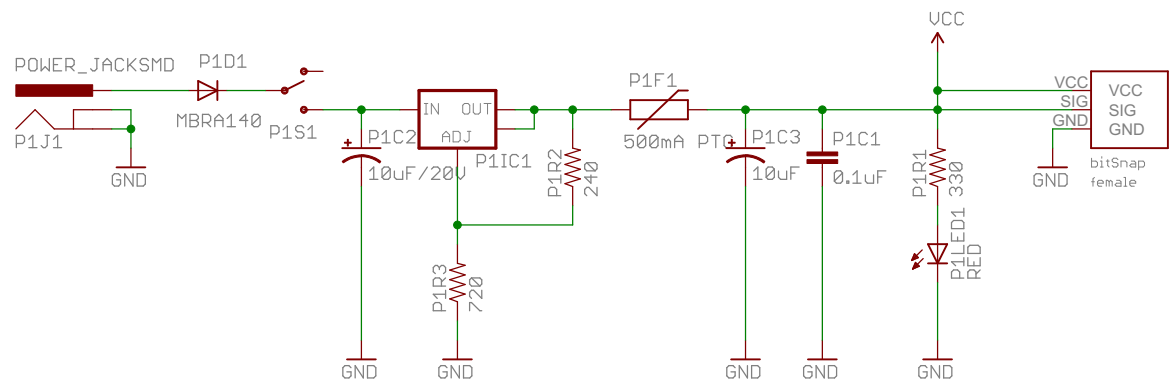 VCC
POWER_JACKSMD
P1D1
P1F1
VCC
VCC
IN
OUT
SIG
SIG
MBRA140
P1S1
GND
GND
P1J1
P1C2
ADJ
P1IC1
500mA PTC
P1C3
P1C1
bitSnap
female
GND
10uF/20V
P1R2
240
10uF
0.1uF
P1R1
330
GND
P1R3
720
P1LED1
RED
GND
GND
GND
GND
GND